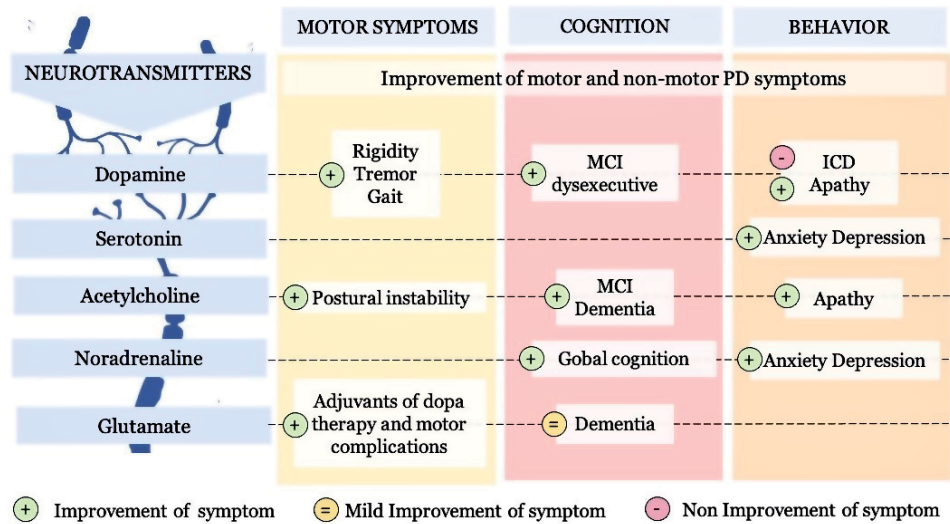 MOTOR SYMPTOMS
COGNITION
BEHAVIOR
NEUROTRANSMITTERS
Improvement of motor and non-motor PD symptoms
Dopamine
Rigidity
Tremor
Gait
+
+
MCI
dysexecutive
-
+
ICD
Apathy
Serotonin
+
Anxiety Depression
Acetylcholine
+
Postural instability
+
MCI
Dementia
+
Apathy
Noradrenaline
+
Gobal cognition
+
Anxiety Depression
Glutamate
+
Adjuvants of dopa
therapy and motor
complications
=
Dementia
+ Improvement of symptom
= Mild Improvement of symptom
- Non Improvement of symptom